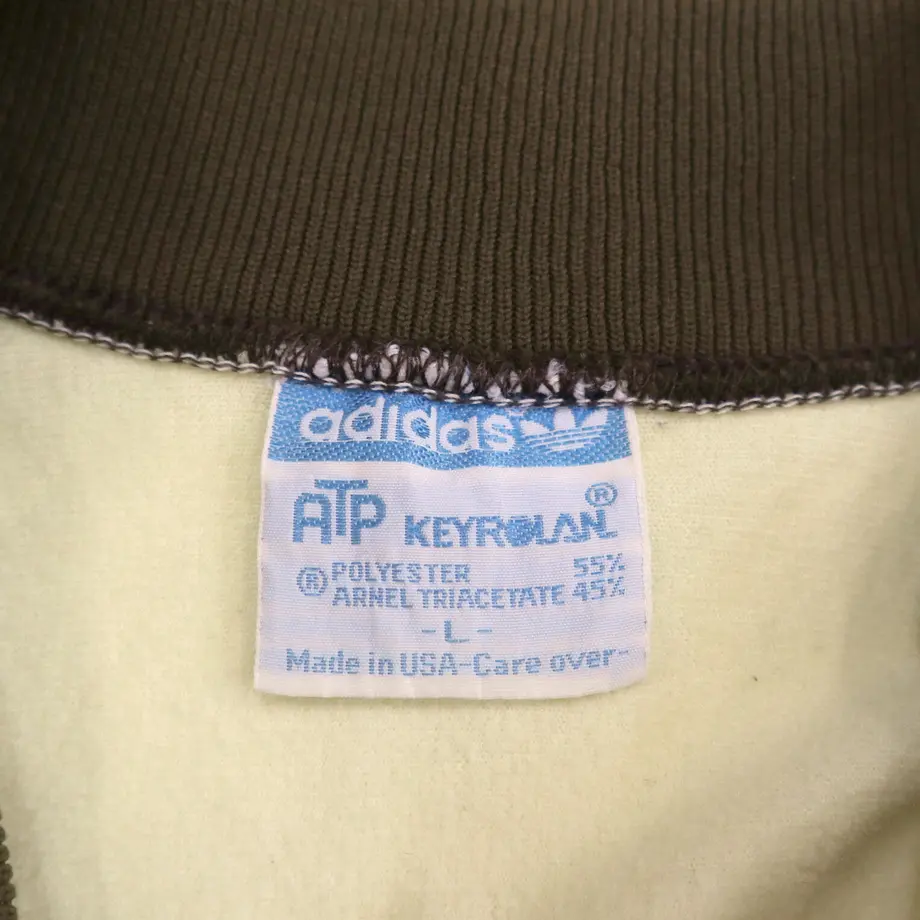 adidas
ATP KEYROLAN®
® POLYESTER 55%
ARNEL TRIACETATE 45%
-L-
Made in USA-Care over-